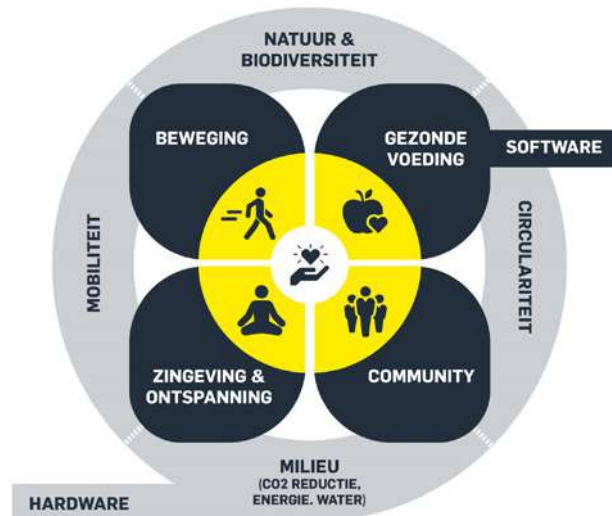 NATUUR &
BIODIVERSITEIT
BEWEGING
GEZONDE
VOEDING
SOFTWARE
MOBILITEIT
CIRCULARITEIT
ZINGEVING &
ONTSPANNING
COMMUNITY
MILIEU
(CO2 REDUCTIE,
ENERGIE. WATER)
HARDWARE